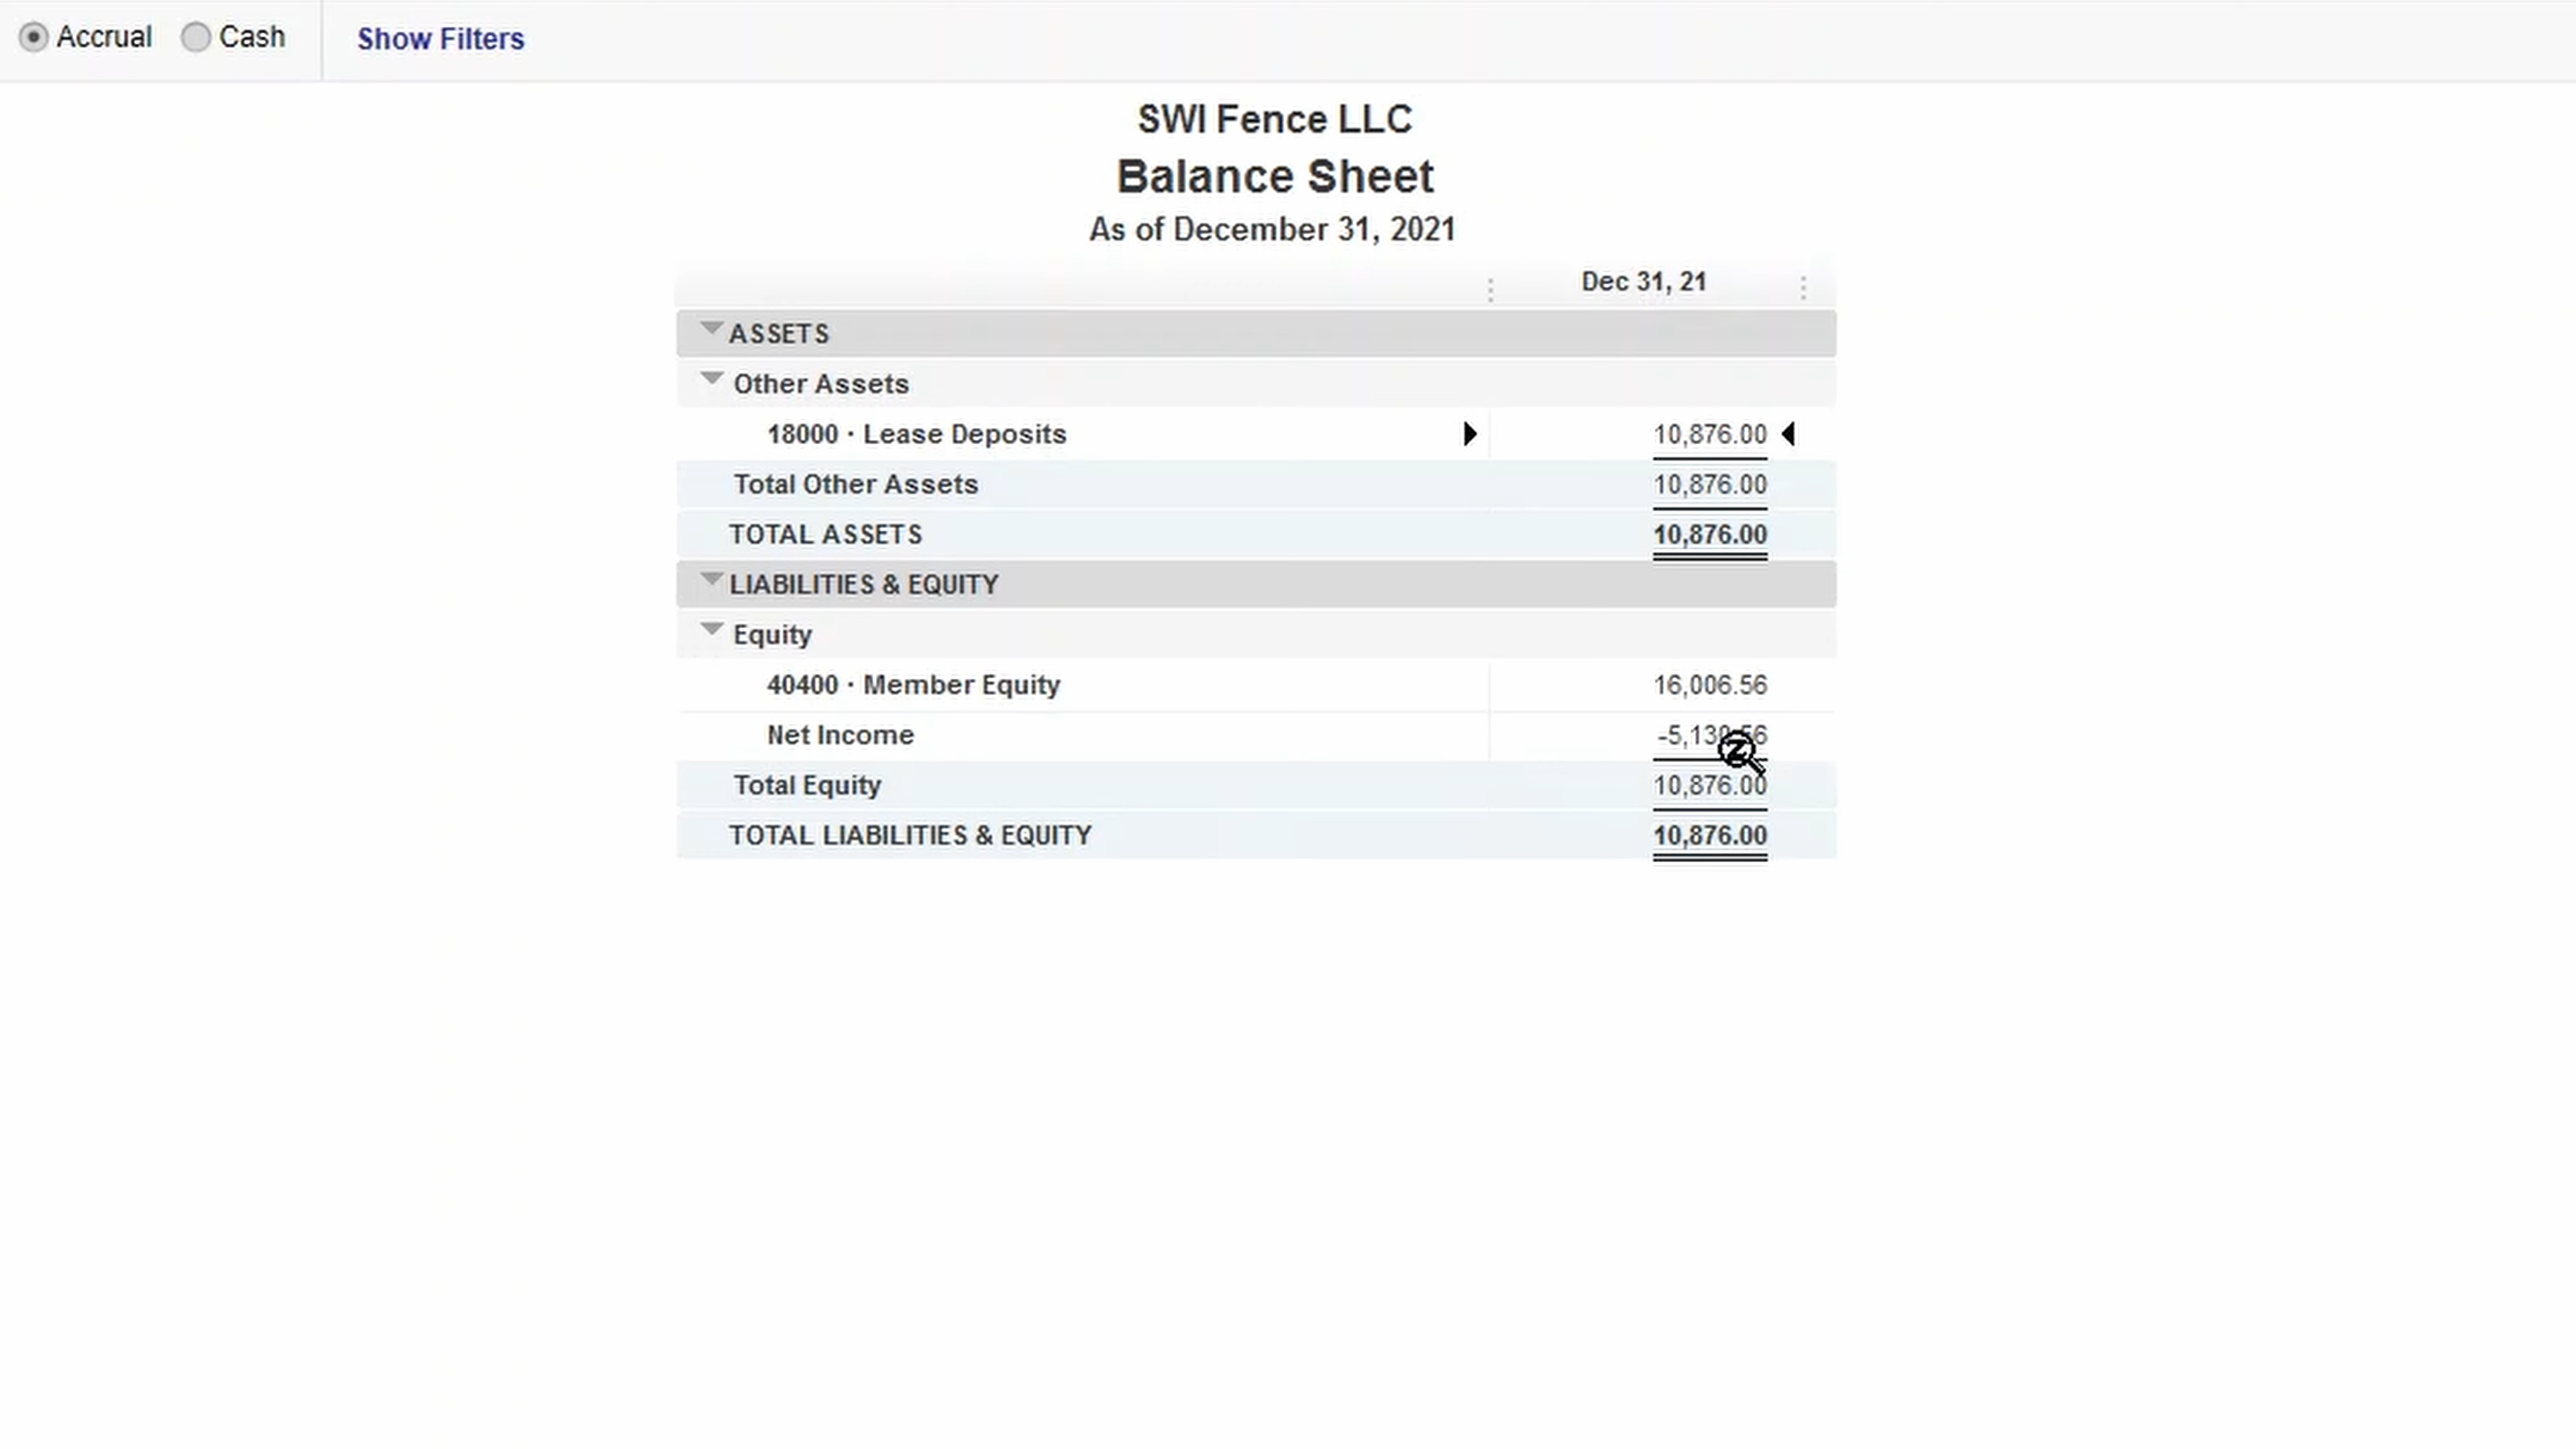 Accrual Cash Show Filters
SWI Fence LLC
Balance Sheet
As of December 31, 2021
Dec 31, 21
ASSETS
Other Assets
18000 · Lease Deposits 10,876.00
Total Other Assets 10,876.00
TOTAL ASSETS 10,876.00
LIABILITIES & EQUITY
Equity
40400 · Member Equity 16,006.56
Net Income
Total Equity 10,876.00
TOTAL LIABILITIES & EQUITY 10,876.00